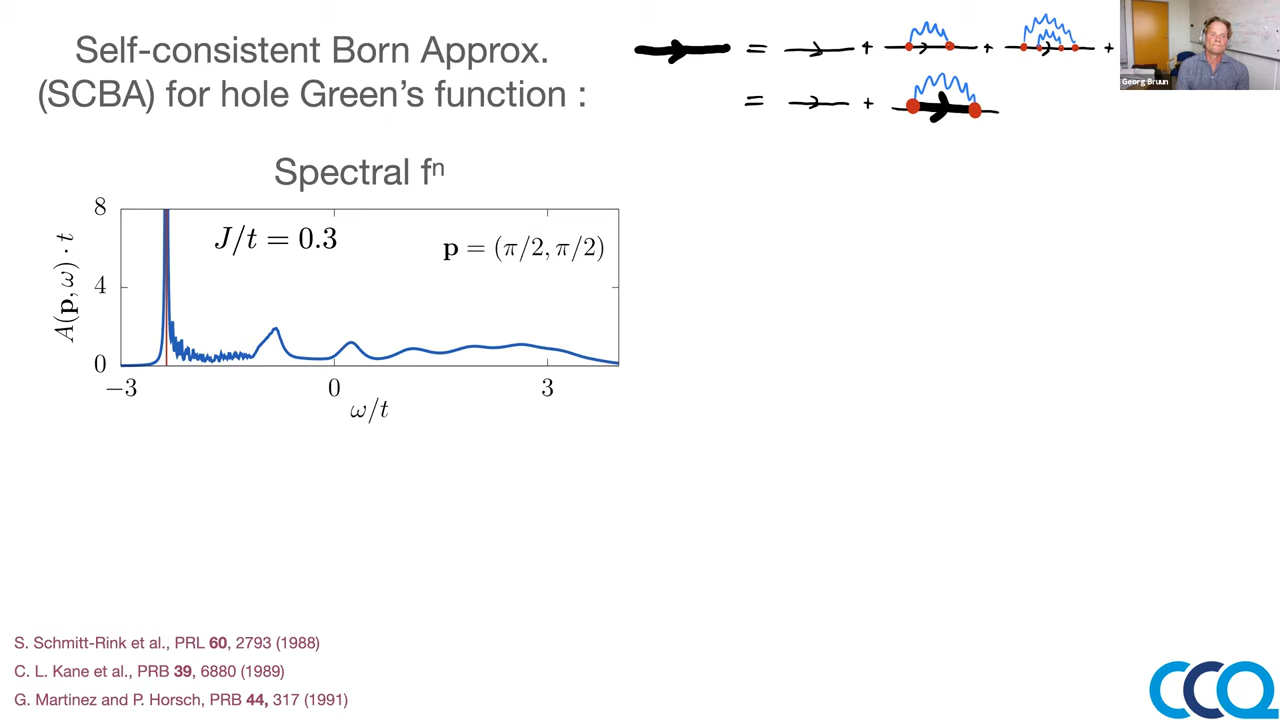 Self-consistent Born Approx.
(SCBA) for hole Green's function :
= + + +
= +
Georg Bruun
Spectral fⁿ
8
4
0
A(p, ω) · t
J/t = 0.3
p = (π/2, π/2)
−3 0 3
ω/t
S. Schmitt-Rink et al., PRL 60, 2793 (1988)
C. L. Kane et al., PRB 39, 6880 (1989)
G. Martinez and P. Horsch, PRB 44, 317 (1991)
CCQ